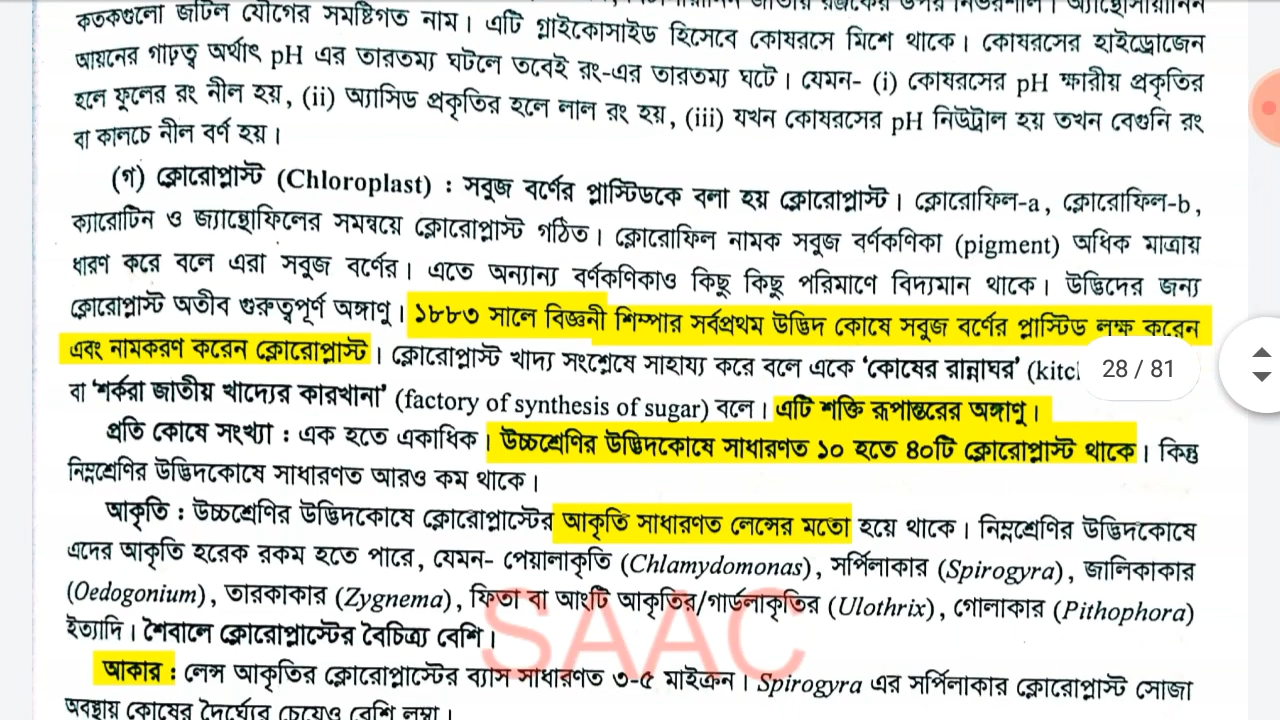 কতকগুলো জটিল যৌগের সমষ্টিগত নাম। এটি গ্লাইকোসাইড হিসেবে কোষরসে মিশে থাকে। কোষরসের হাইড্রোজেন
আয়নের গাঢ়ত্ব অর্থাৎ pH এর তারতম্য ঘটলে তবেই রং-এর তারতম্য ঘটে। যেমন- (i) কোষরসের pH ক্ষারীয় প্রকৃতির
হলে ফুলের রং নীল হয়, (ii) অ্যাসিড প্রকৃতির হলে লাল রং হয়, (iii) যখন কোষরসের pH নিউট্রাল হয় তখন বেগুনি রং
বা কালচে নীল বর্ণ হয়।
(গ) ক্লোরোপ্লাস্ট (Chloroplast) : সবুজ বর্ণের প্লাস্টিডকে বলা হয় ক্লোরোপ্লাস্ট। ক্লোরোফিল-a, ক্লোরোফিল-b,
ক্যারোটিন ও জ্যান্থোফিলের সমন্বয়ে ক্লোরোপ্লাস্ট গঠিত। ক্লোরোফিল নামক সবুজ বর্ণকণিকা (pigment) অধিক মাত্রায়
ধারণ করে বলে এরা সবুজ বর্ণের। এতে অন্যান্য বর্ণকণিকাও কিছু কিছু পরিমাণে বিদ্যমান থাকে। উদ্ভিদের জন্য
ক্লোরোপ্লাস্ট অতীব গুরুত্বপূর্ণ অঙ্গাণু। ১৮৮৩ সালে বিজ্ঞনী শিম্পার সর্বপ্রথম উদ্ভিদ কোষে সবুজ বর্ণের প্লাস্টিড লক্ষ করেন
এবং নামকরণ করেন ক্লোরোপ্লাস্ট। ক্লোরোপ্লাস্ট খাদ্য সংশ্লেষে সাহায্য করে বলে একে ‘কোষের রান্নাঘর’ (kitcl 28 / 81
বা ‘শর্করা জাতীয় খাদ্যের কারখানা’ (factory of synthesis of sugar) বলে। এটি শক্তি রূপান্তরের অঙ্গাণু।
প্রতি কোষে সংখ্যা : এক হতে একাধিক। উচ্চশ্রেণির উদ্ভিদকোষে সাধারণত ১০ হতে ৪০টি ক্লোরোপ্লাস্ট থাকে। কিন্তু
নিম্নশ্রেণির উদ্ভিদকোষে সাধারণত আরও কম থাকে।
আকৃতি : উচ্চশ্রেণির উদ্ভিদকোষে ক্লোরোপ্লাস্টের আকৃতি সাধারণত লেন্সের মতো হয়ে থাকে। নিম্নশ্রেণির উদ্ভিদকোষে
এদের আকৃতি হরেক রকম হতে পারে, যেমন- পেয়ালাকৃতি (Chlamydomonas), সর্পিলাকার (Spirogyra), জালিকাকার
(Oedogonium), তারকাকার (Zygnema), ফিতা বা আংটি আকৃতির/গার্ডলাকৃতির (Ulothrix), গোলাকার (Pithophora)
ইত্যাদি। শৈবালে ক্লোরোপ্লাস্টের বৈচিত্র্য বেশি।
SAAC
আকার : লেন্স আকৃতির ক্লোরোপ্লাস্টের ব্যাস সাধারণত ৩-৫ মাইক্রন। Spirogyra এর সর্পিলাকার ক্লোরোপ্লাস্ট সোজা
অবস্থায় কোষের দৈর্ঘ্যের চেয়েও বেশি লম্বা।